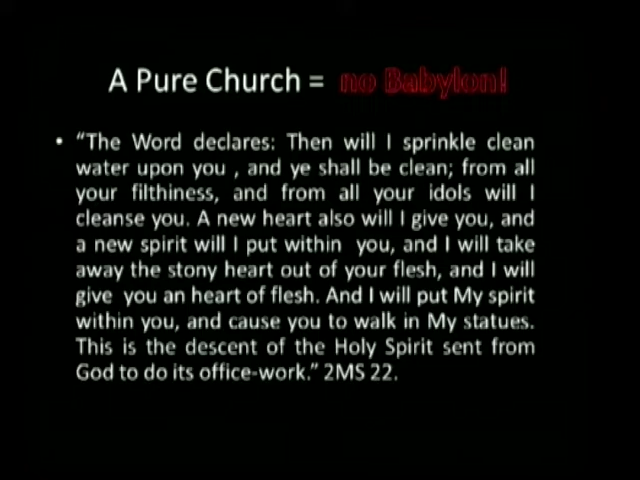 A Pure Church = no Babylon!
• “The Word declares: Then will I sprinkle clean
water upon you , and ye shall be clean; from all
your filthiness, and from all your idols will I
cleanse you. A new heart also will I give you, and
a new spirit will I put within you, and I will take
away the stony heart out of your flesh, and I will
give you an heart of flesh. And I will put My spirit
within you, and cause you to walk in My statues.
This is the descent of the Holy Spirit sent from
God to do its office-work.” 2MS 22.